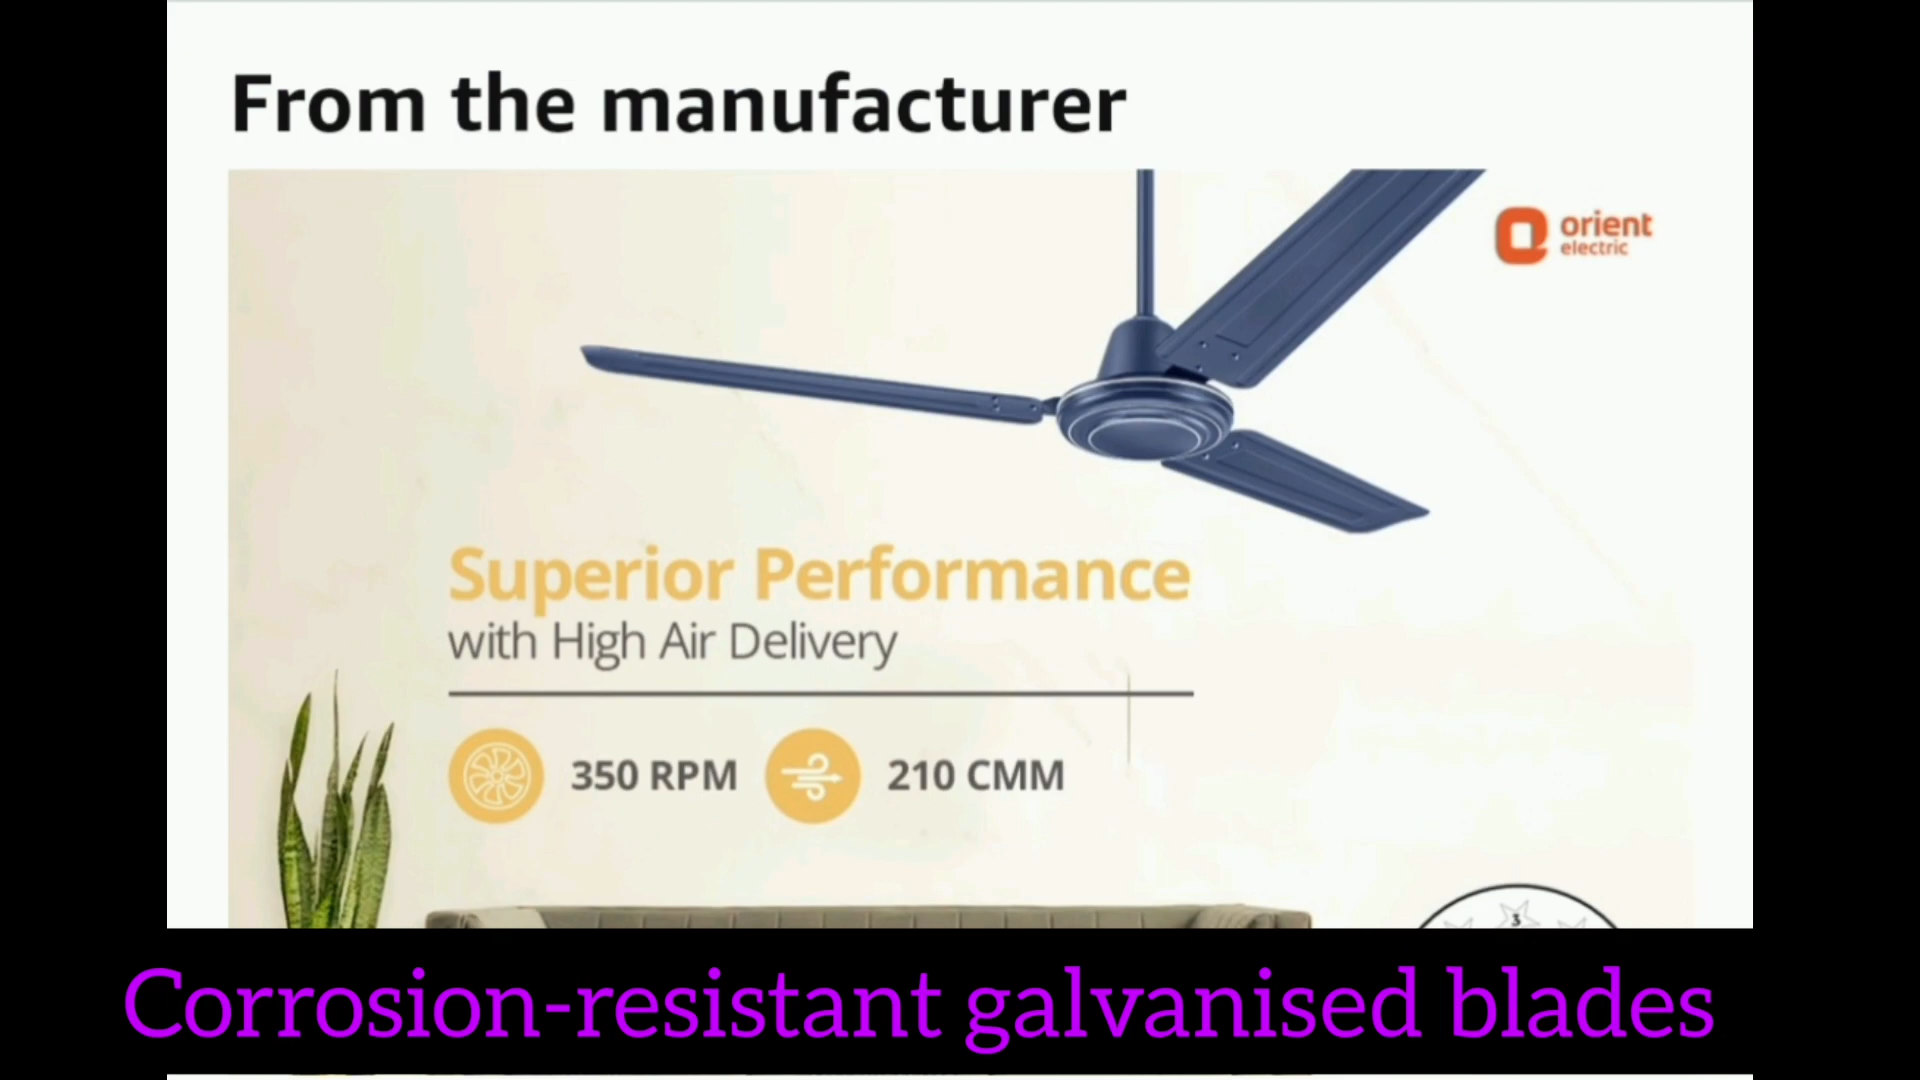 From the manufacturer
orient
electric
Superior Performance
with High Air Delivery
350 RPM 210 CMM
3
Corrosion-resistant galvanised blades